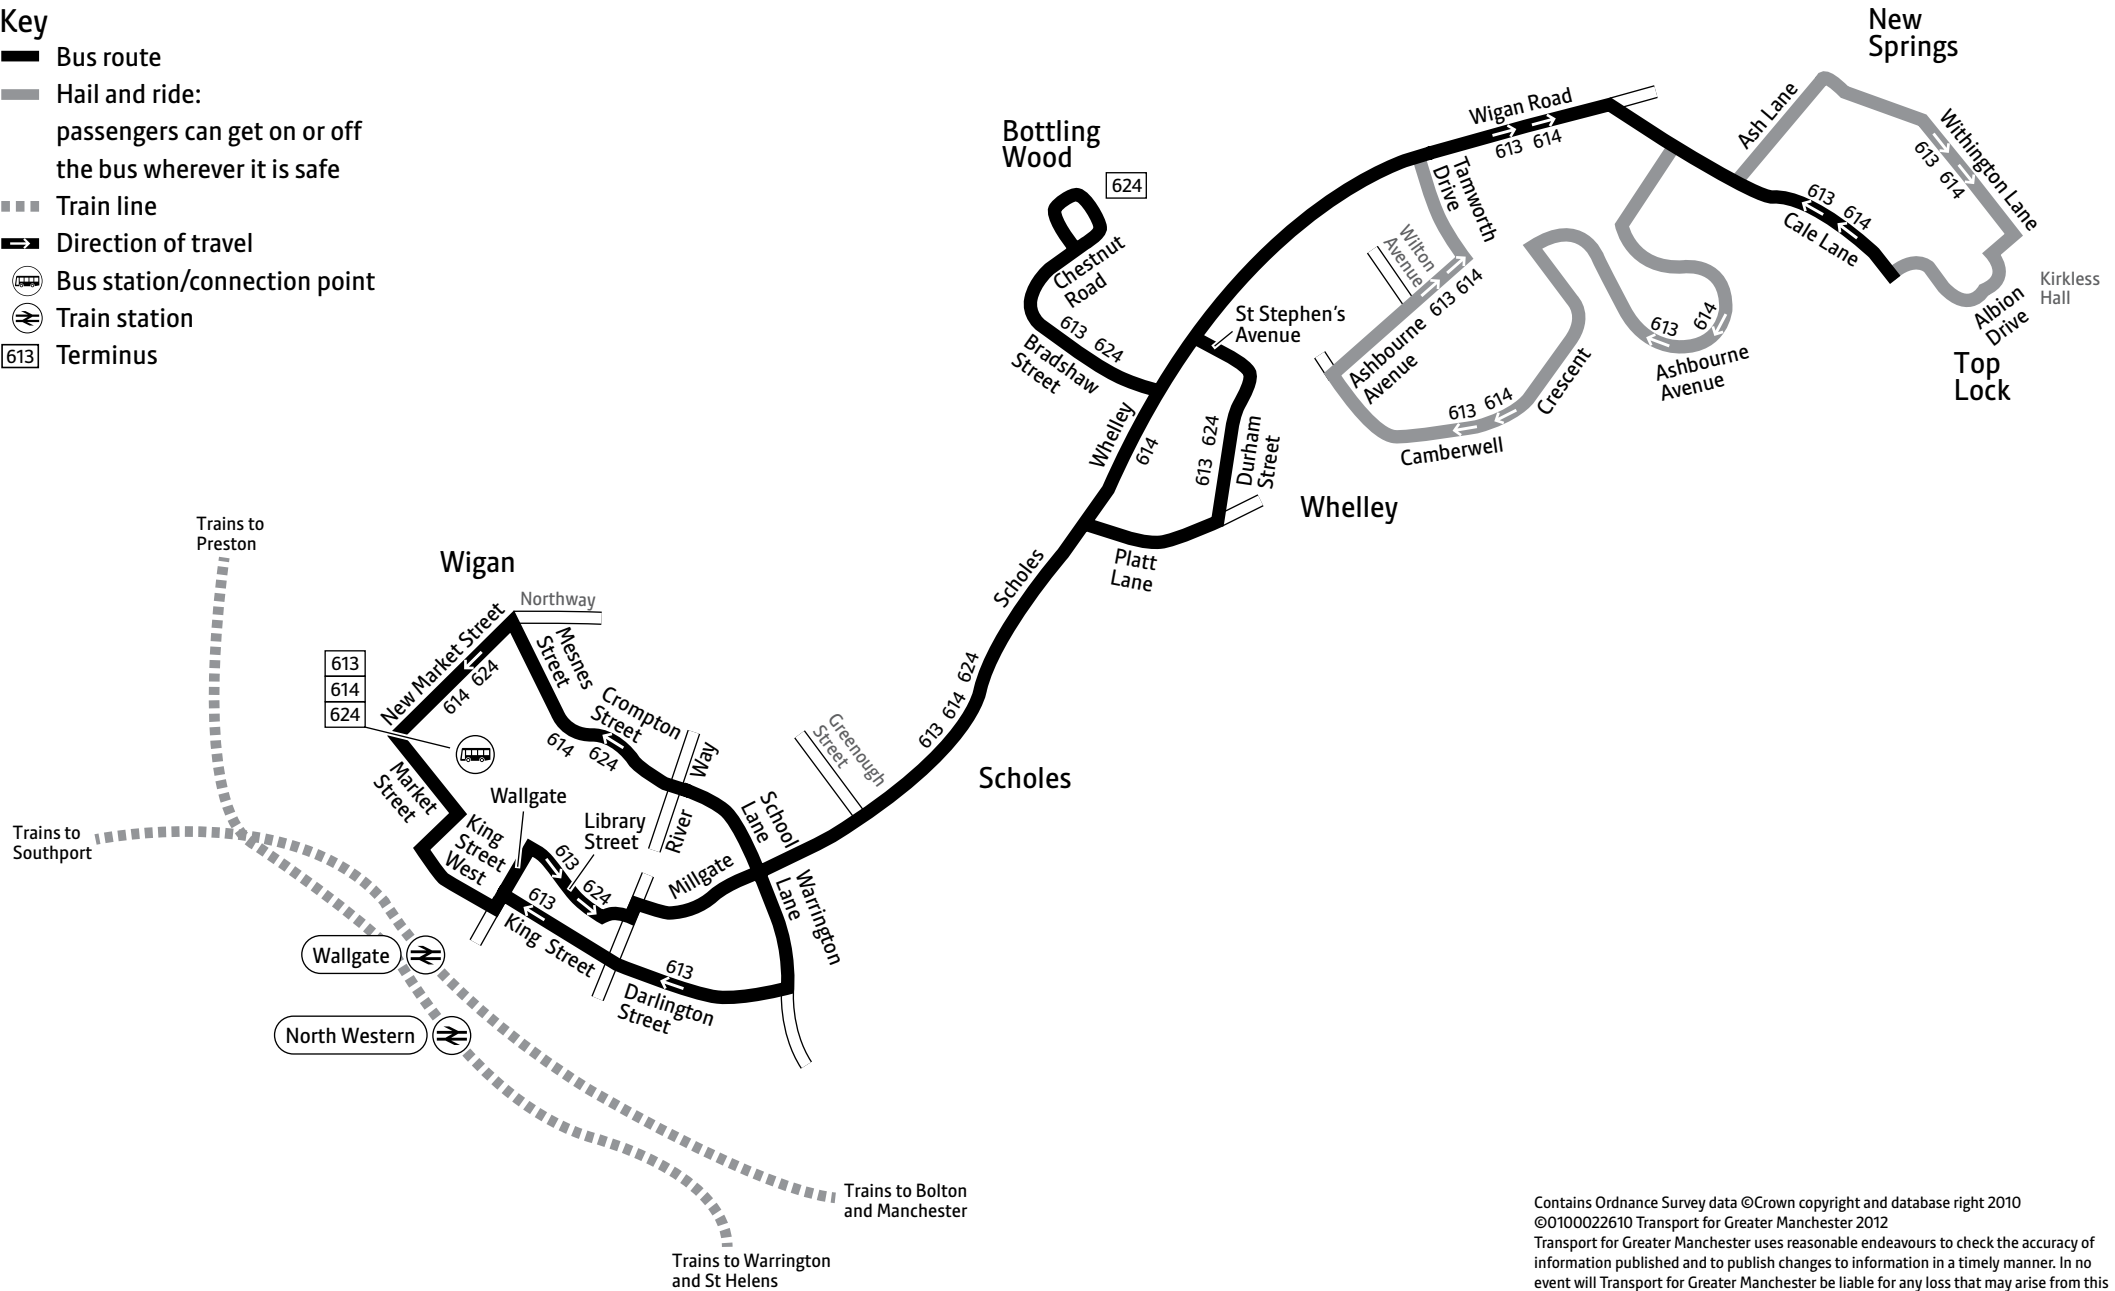 Key
Bus route
Hail and ride:
passengers can get on or off
the bus wherever it is safe
Train line
Direction of travel
Bus station/connection point
Train station
613 Terminus
New
Springs
Wigan Road
613 614
Ash Lane
Withington Lane
613
614
Bottling
Wood
624
Tamworth
Drive
Wilton
Avenue
613 614
Cale Lane
Kirkless
Hall
Albion
Drive
Top
Lock
Chestnut
Road
613 624
Bradshaw
Street
St Stephen's
Avenue
Ashbourne
Avenue
613 614
613 614
Ashbourne
Avenue
613 614
Camberwell
Crescent
Whelley
614
613 624
Durham
Street
Whelley
Platt
Lane
Scholes
613 614 624
Scholes
Greenough
Street
Trains to
Preston
Wigan
Northway
New Market Street
614 624
613
614
624
Mesnes
Street
Crompton
Street
614 624
River Way
School
Lane
Market
Street
Wallgate
Library
Street
King
Street
West
613 624
Millgate
Warrington
Lane
613
King Street
613
Darlington
Street
Trains to
Southport
Wallgate
North Western
Trains to Bolton
and Manchester
Trains to Warrington
and St Helens
Contains Ordnance Survey data ©Crown copyright and database right 2010
©0100022610 Transport for Greater Manchester 2012
Transport for Greater Manchester uses reasonable endeavours to check the accuracy of
information published and to publish changes to information in a timely manner. In no
event will Transport for Greater Manchester be liable for any loss that may arise from this